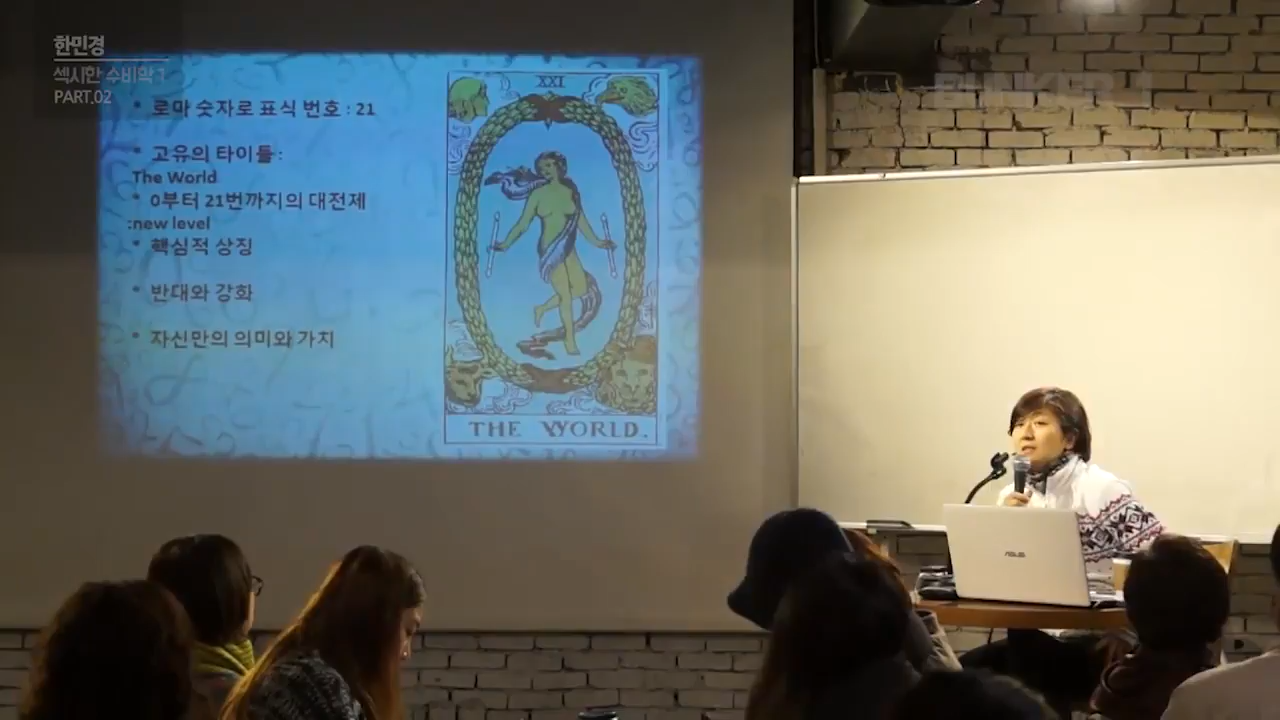 한민경
섹시한 수비학 1
PART.02
BUNKER 1
* 로마 숫자로 표식 번호 : 21
* 고유의 타이틀 :
The World
* 0부터 21번까지의 대전제
:new level
* 핵심적 상징
* 반대와 강화
* 자신만의 의미와 가치
XXI
THE WORLD.
ASUS